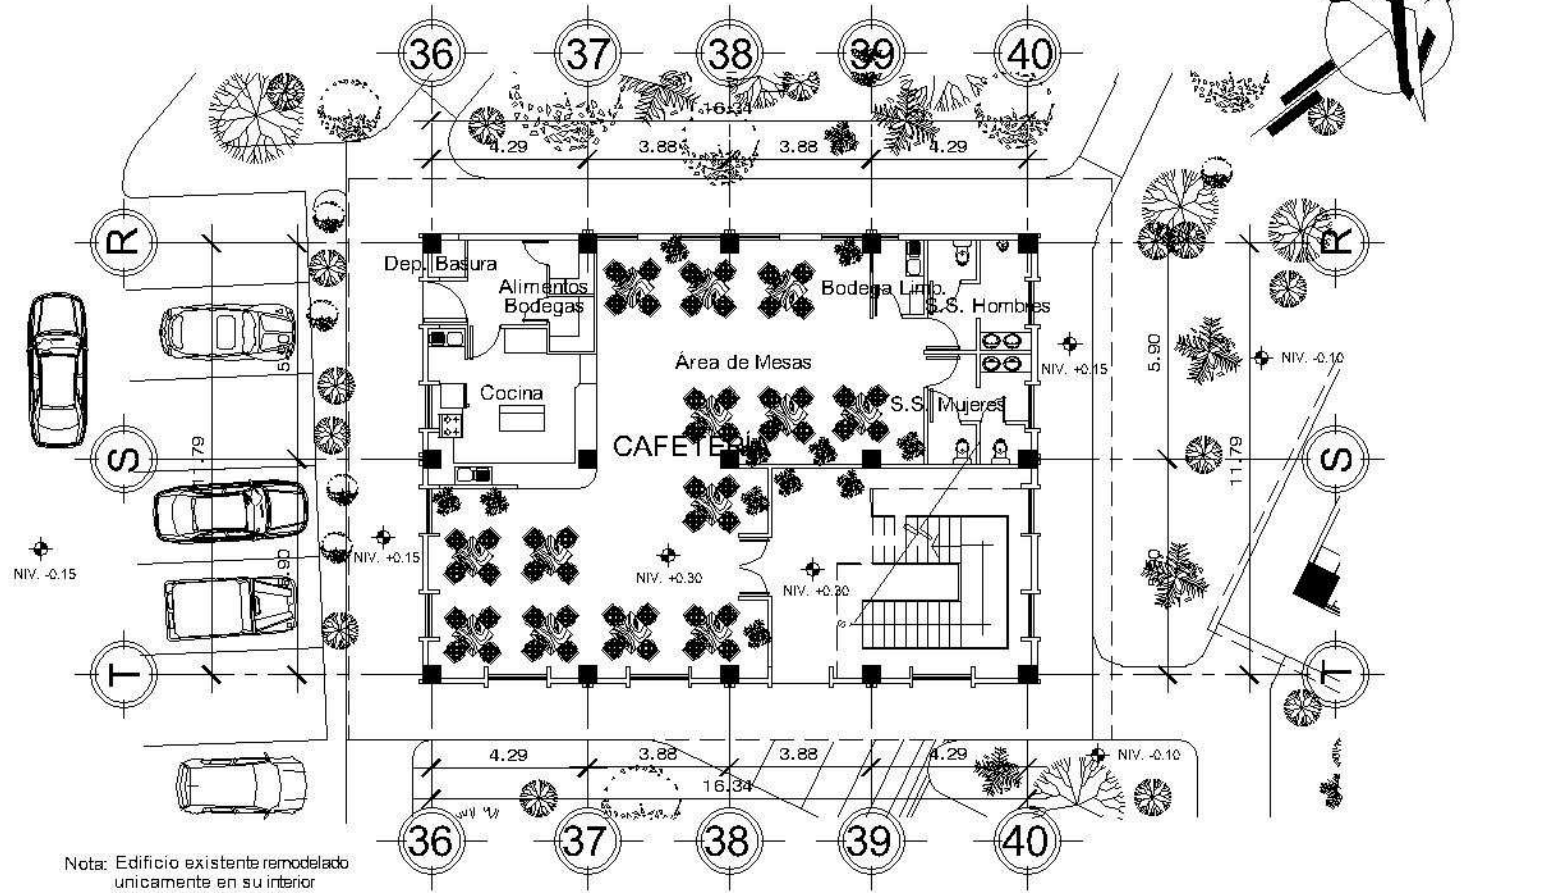 36 37 38 39 40
16.34
4.29 3.88 3.88 4.29
R R
Dep. Basura
Alimentos
Bodegas
Bodega Limb.
S.S. Hombres
5.90
NIV. +0.15
NIV. -0.10
Área de Mesas
Cocina
S.S. Mujeres
CAFETERÍA
S S
11.79 11.79
NIV. -0.15
NIV. +0.15
NIV. +0.30
NIV. +0.30
T T
4.29 3.88 3.88 4.29
NIV. -0.10
16.34
36 37 38 39 40
Nota: Edificio existente remodelado
unicamente en su interior